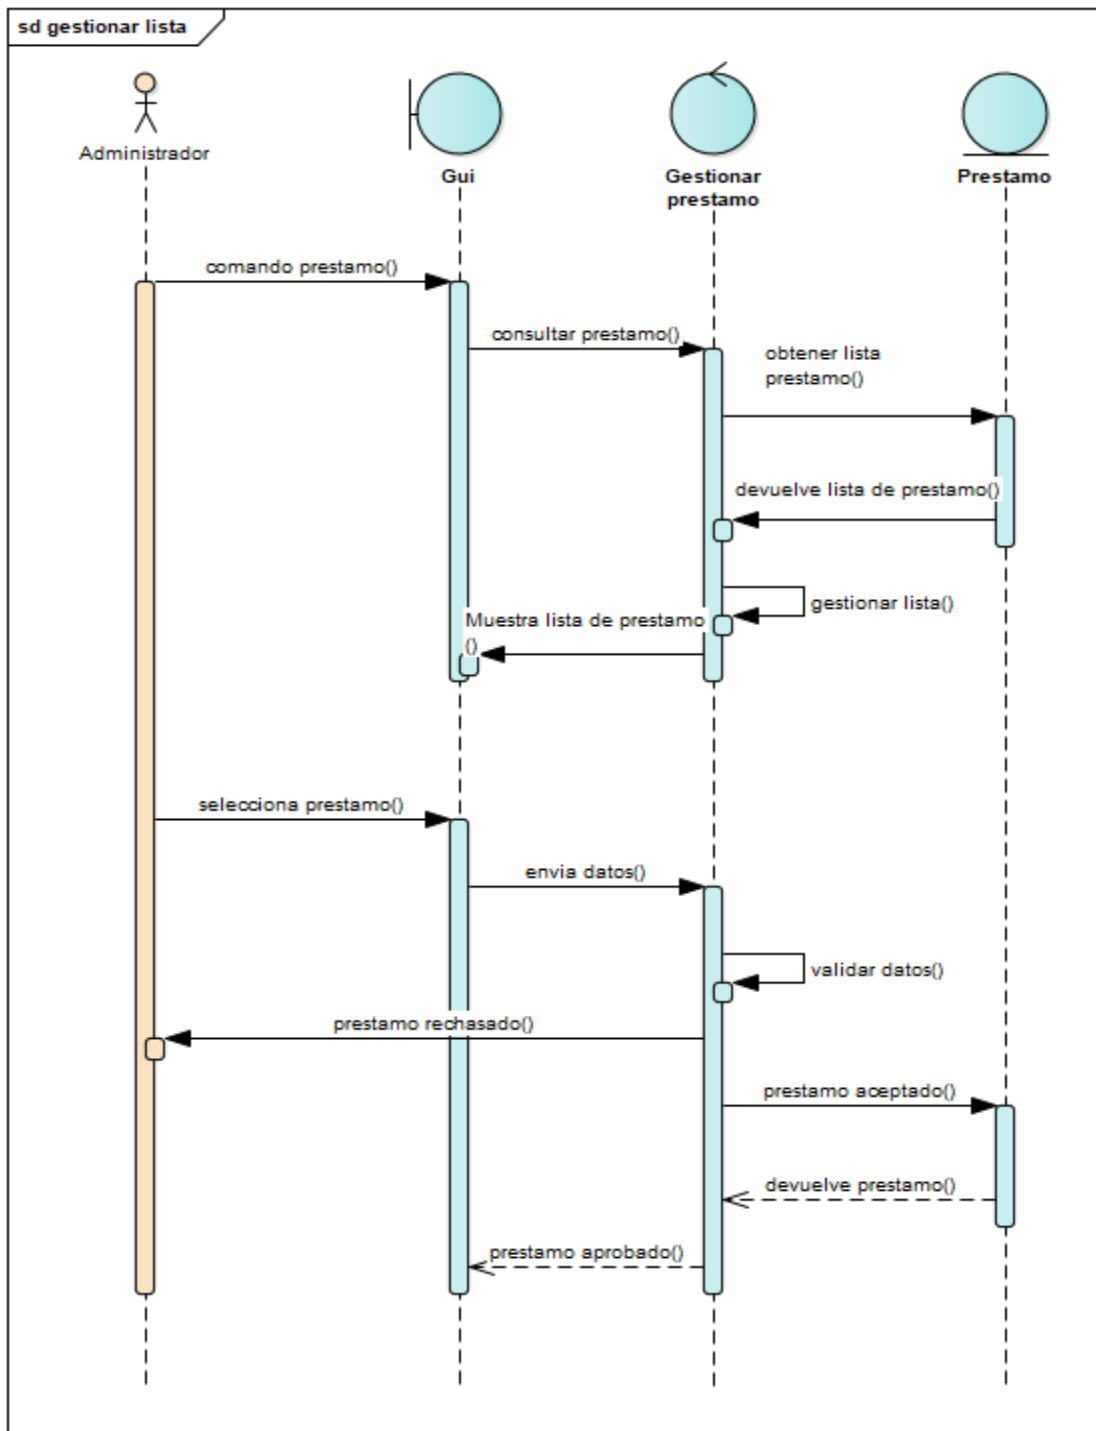 sd gestionar lista
Administrador
Gui
Gestionar
prestamo
Prestamo
comando prestamo()
consultar prestamo()
obtener lista
prestamo()
devuelve lista de prestamo()
gestionar lista()
Muestra lista de prestamo
()
selecciona prestamo()
envia datos()
validar datos()
prestamo rechasado()
prestamo aceptado()
devuelve prestamo()
prestamo aprobado()